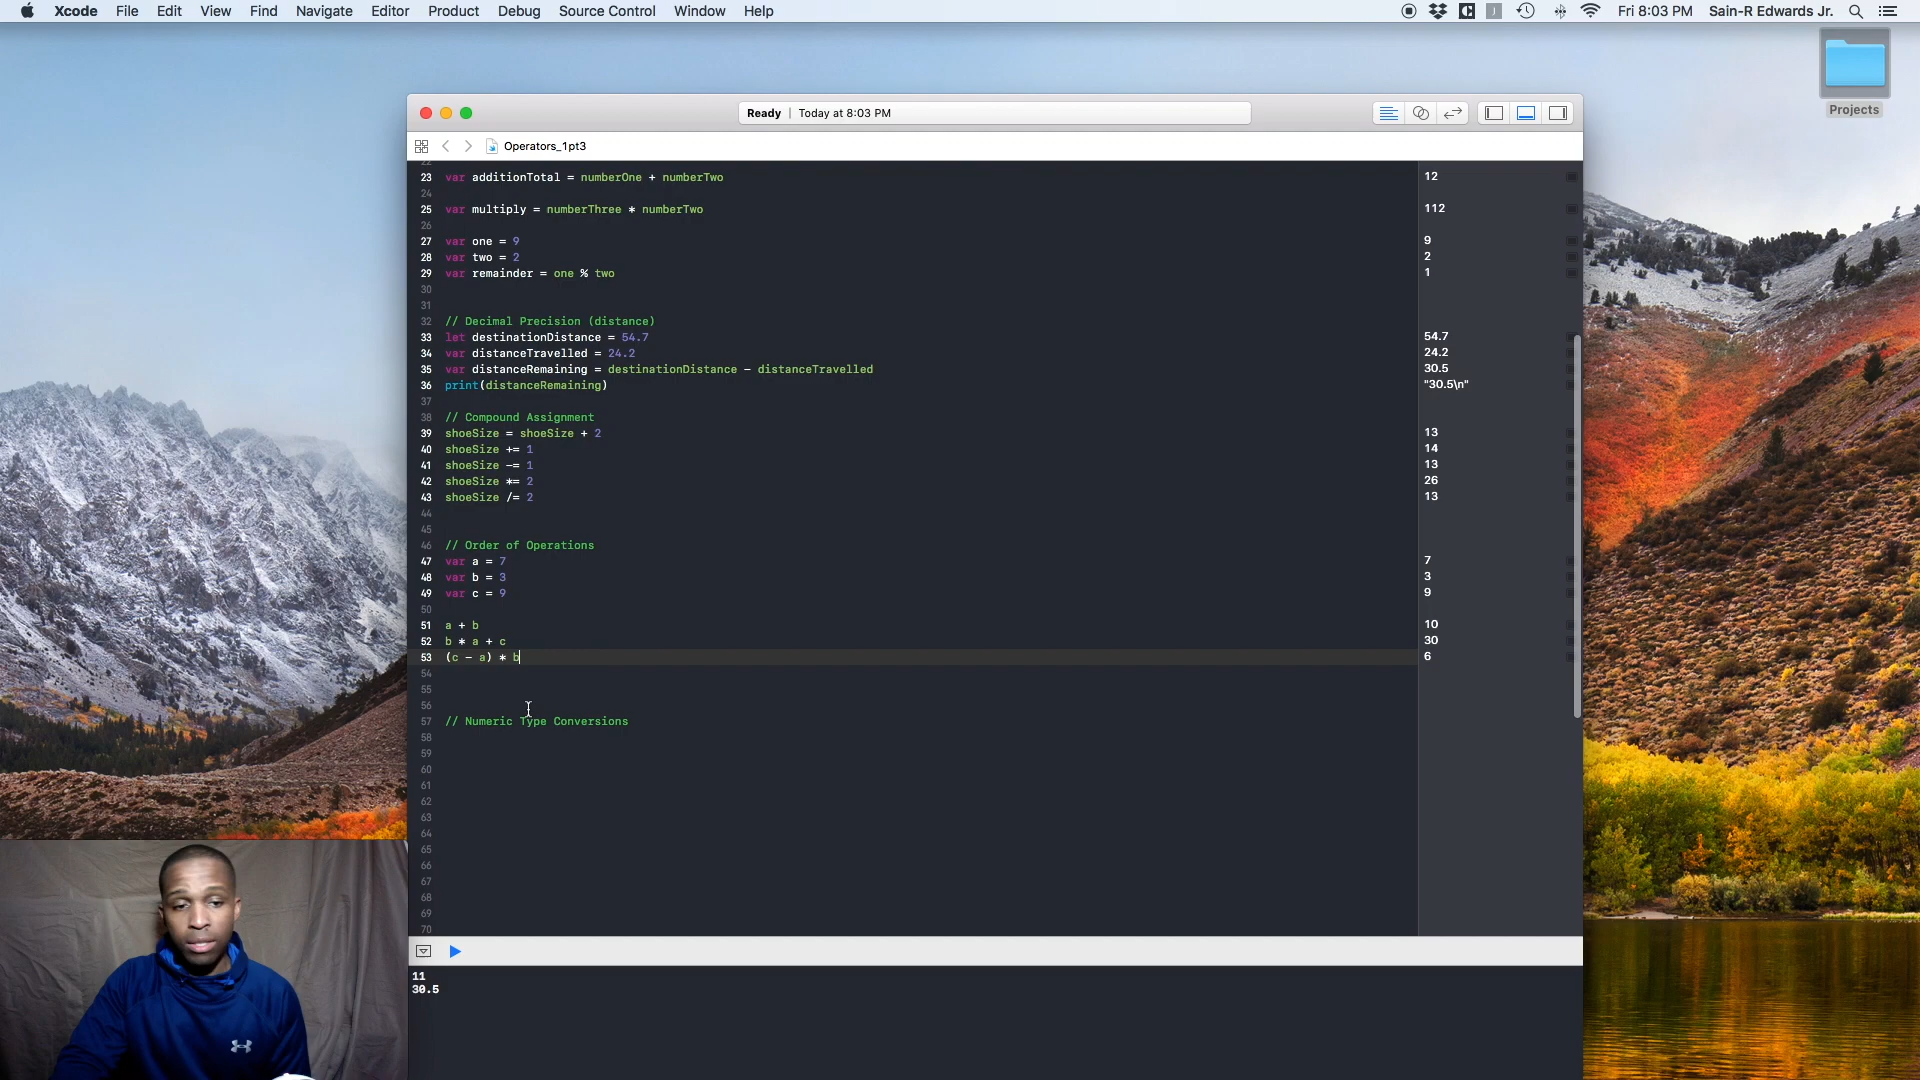 Xcode File Edit View Find Navigate Editor Product Debug Source Control Window Help Fri 8:03 PM Sain-R Edwards Jr.
Projects
Ready | Today at 8:03 PM
Operators_1pt3
22
23 var additionTotal = numberOne + numberTwo 12
24
25 var multiply = numberThree * numberTwo 112
26
27 var one = 9 9
28 var two = 2 2
29 var remainder = one % two 1
30
31
32 // Decimal Precision (distance)
33 let destinationDistance = 54.7 54.7
34 var distanceTravelled = 24.2 24.2
35 var distanceRemaining = destinationDistance - distanceTravelled 30.5
36 print(distanceRemaining) "30.5\n"
37
38 // Compound Assignment
39 shoeSize = shoeSize + 2 13
40 shoeSize += 1 14
41 shoeSize -= 1 13
42 shoeSize *= 2 26
43 shoeSize /= 2 13
44
45
46 // Order of Operations
47 var a = 7 7
48 var b = 3 3
49 var c = 9 9
50
51 a + b 10
52 b * a + c 30
53 (c - a) * b 6
54
55
56
57 // Numeric Type Conversions
58
59
60
61
62
63
64
65
66
67
68
69
70
11
30.5